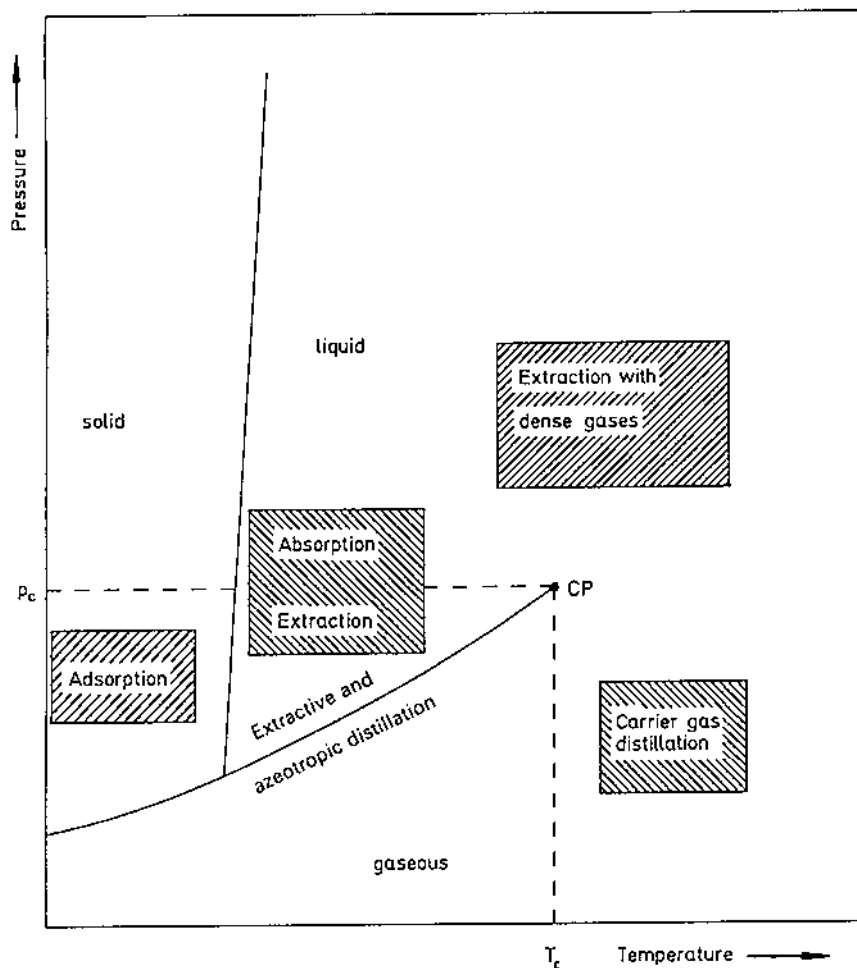 Pressure
liquid
Extraction with
dense gases
solid
Absorption
Pc
CP
Extraction
Adsorption
Extractive and
azeotropic distillation
Carrier gas
distillation
gaseous
Tc
Temperature